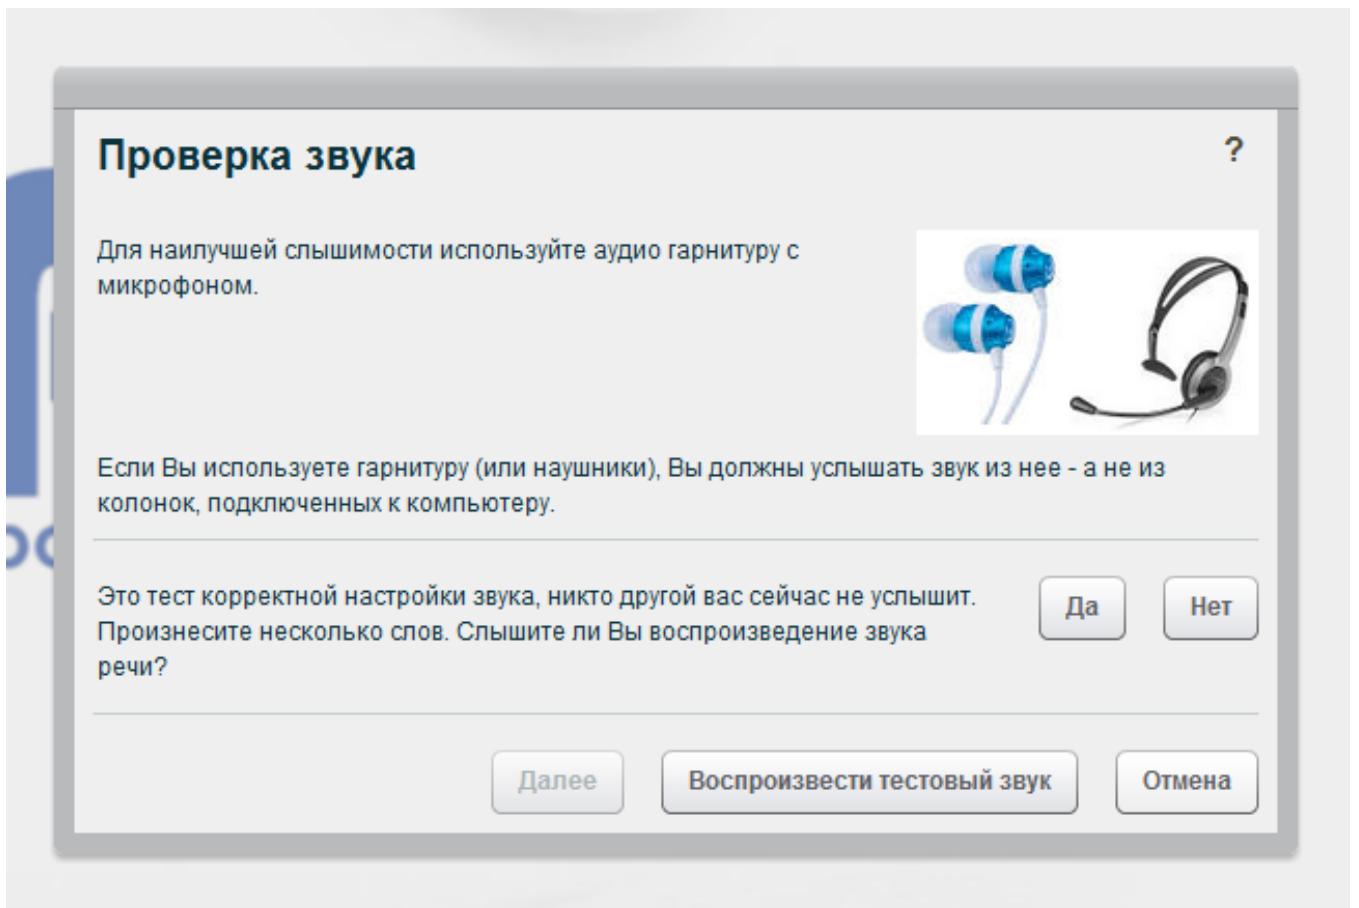 Проверка звука
?
Для наилучшей слышимости используйте аудио гарнитуру с
микрофоном.
Если Вы используете гарнитуру (или наушники), Вы должны услышать звук из нее - а не из
колонок, подключенных к компьютеру.
Это тест корректной настройки звука, никто другой вас сейчас не услышит.
Произнесите несколько слов. Слышите ли Вы воспроизведение звука
речи?
Да
Нет
Далее
Воспроизвести тестовый звук
Отмена